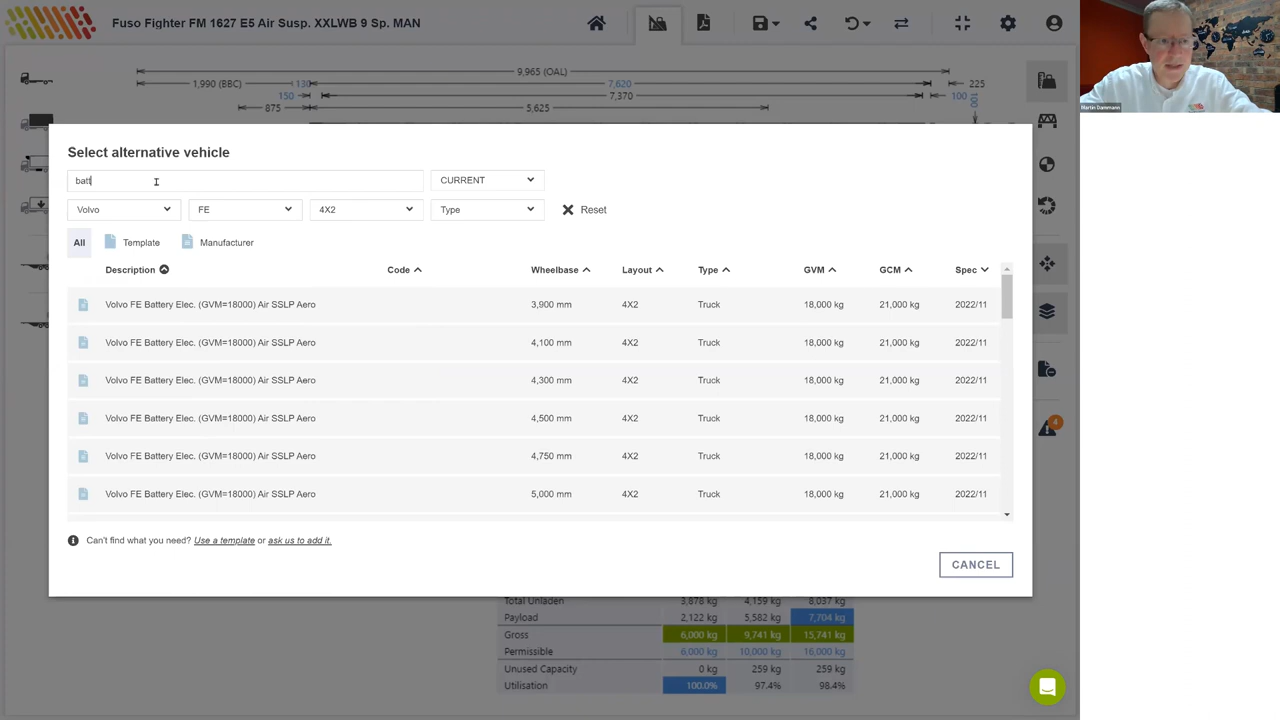 Fuso Fighter FM 1627 E5 Air Susp. XXLWB 9 Sp. MAN
9,965 (OAL)
1,990 (BBC) 130 7,620 225
150 7,370 100
875 5,625 100
Select alternative vehicle
batt CURRENT
Volvo FE 4X2 Type Reset
All Template Manufacturer
Description Code Wheelbase Layout Type GVM GCM Spec
Volvo FE Battery Elec. (GVM=18000) Air SSLP Aero 3,900 mm 4X2 Truck 18,000 kg 21,000 kg 2022/11
Volvo FE Battery Elec. (GVM=18000) Air SSLP Aero 4,100 mm 4X2 Truck 18,000 kg 21,000 kg 2022/11
Volvo FE Battery Elec. (GVM=18000) Air SSLP Aero 4,300 mm 4X2 Truck 18,000 kg 21,000 kg 2022/11
Volvo FE Battery Elec. (GVM=18000) Air SSLP Aero 4,500 mm 4X2 Truck 18,000 kg 21,000 kg 2022/11
4
Volvo FE Battery Elec. (GVM=18000) Air SSLP Aero 4,750 mm 4X2 Truck 18,000 kg 21,000 kg 2022/11
Volvo FE Battery Elec. (GVM=18000) Air SSLP Aero 5,000 mm 4X2 Truck 18,000 kg 21,000 kg 2022/11
Can't find what you need? Use a template or ask us to add it.
CANCEL
Total Unladen 3,878 kg 4,159 kg 8,037 kg
Payload 2,122 kg 5,582 kg 7,704 kg
Gross 6,000 kg 9,741 kg 15,741 kg
Permissible 6,000 kg 10,000 kg 16,000 kg
Unused Capacity 0 kg 259 kg 259 kg
Utilisation 100.0% 97.4% 98.4%
Martin Dammann